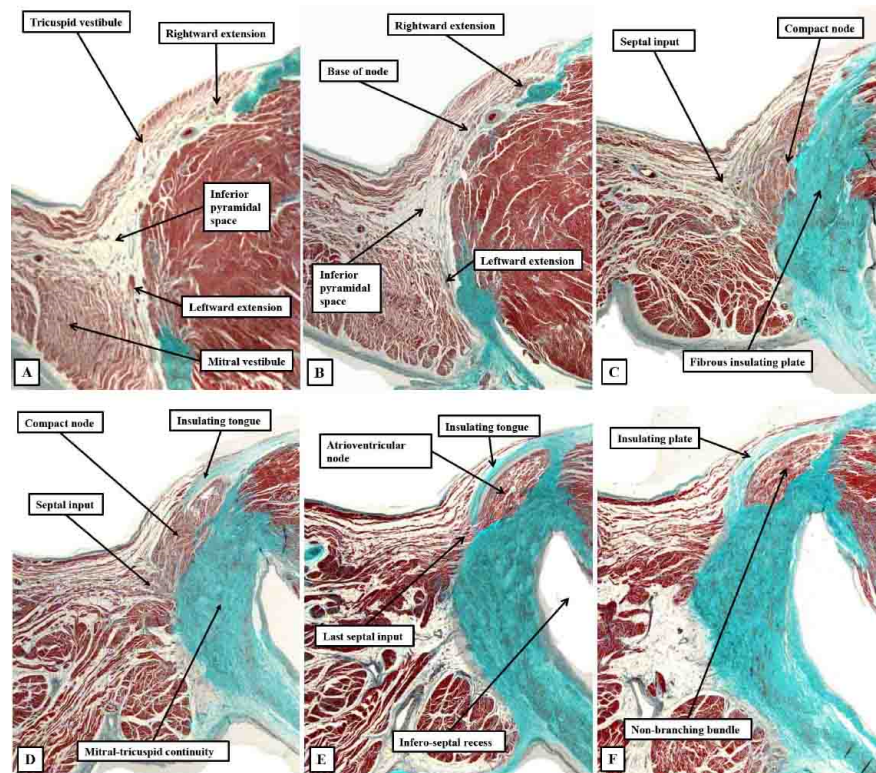 Tricuspid vestibule
Rightward extension
Inferior
pyramidal
space
Leftward extension
Mitral vestibule
A
Rightward extension
Base of node
Inferior
pyramidal
space
Leftward extension
B
Septal input
Compact node
Fibrous insulating plate
C
Compact node
Insulating tongue
Septal input
Mitral-tricuspid continuity
D
Insulating tongue
Atrioventricular
node
Last septal input
Infero-septal recess
E
Insulating plate
Non-branching bundle
F